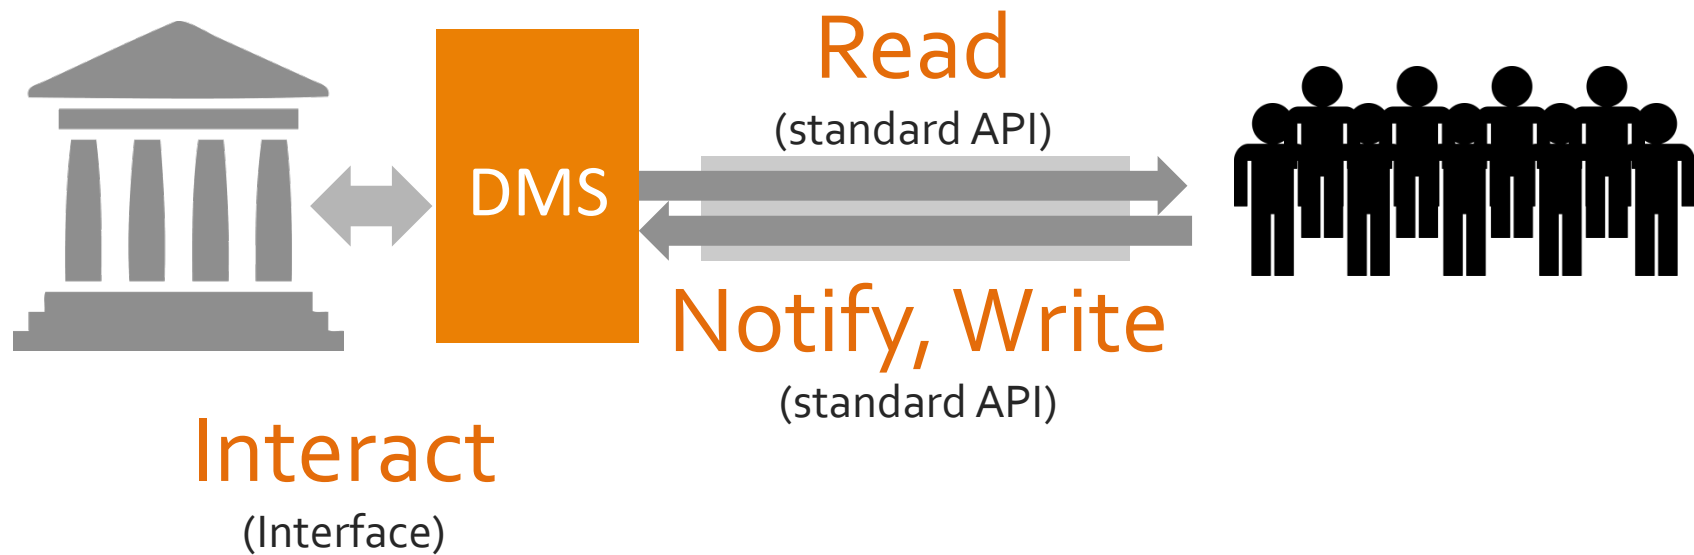 Read
(standard API)
DMS
Notify, Write
(standard API)
Interact
(Interface)